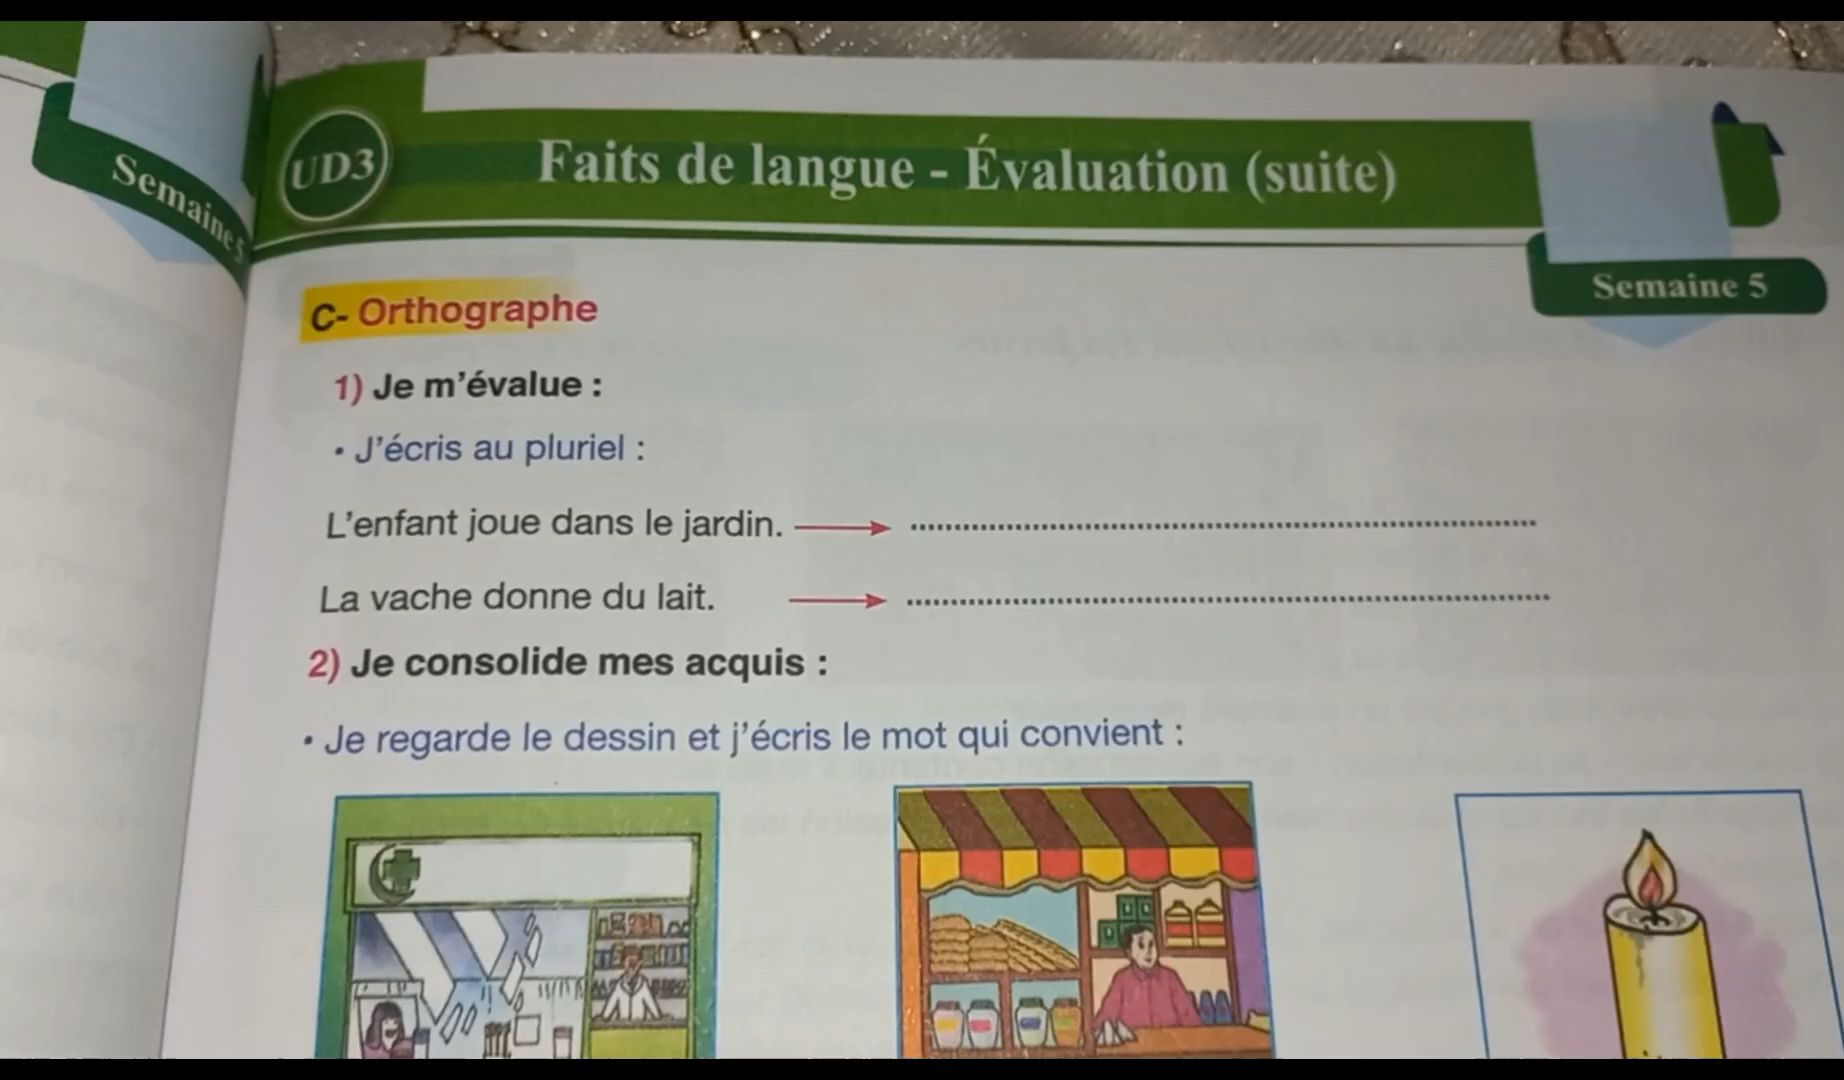 Semaine 5
UD3
Faits de langue - Évaluation (suite)
Semaine 5
C- Orthographe
1) Je m'évalue :
• J'écris au pluriel :
L'enfant joue dans le jardin.
La vache donne du lait.
2) Je consolide mes acquis :
• Je regarde le dessin et j'écris le mot qui convient :